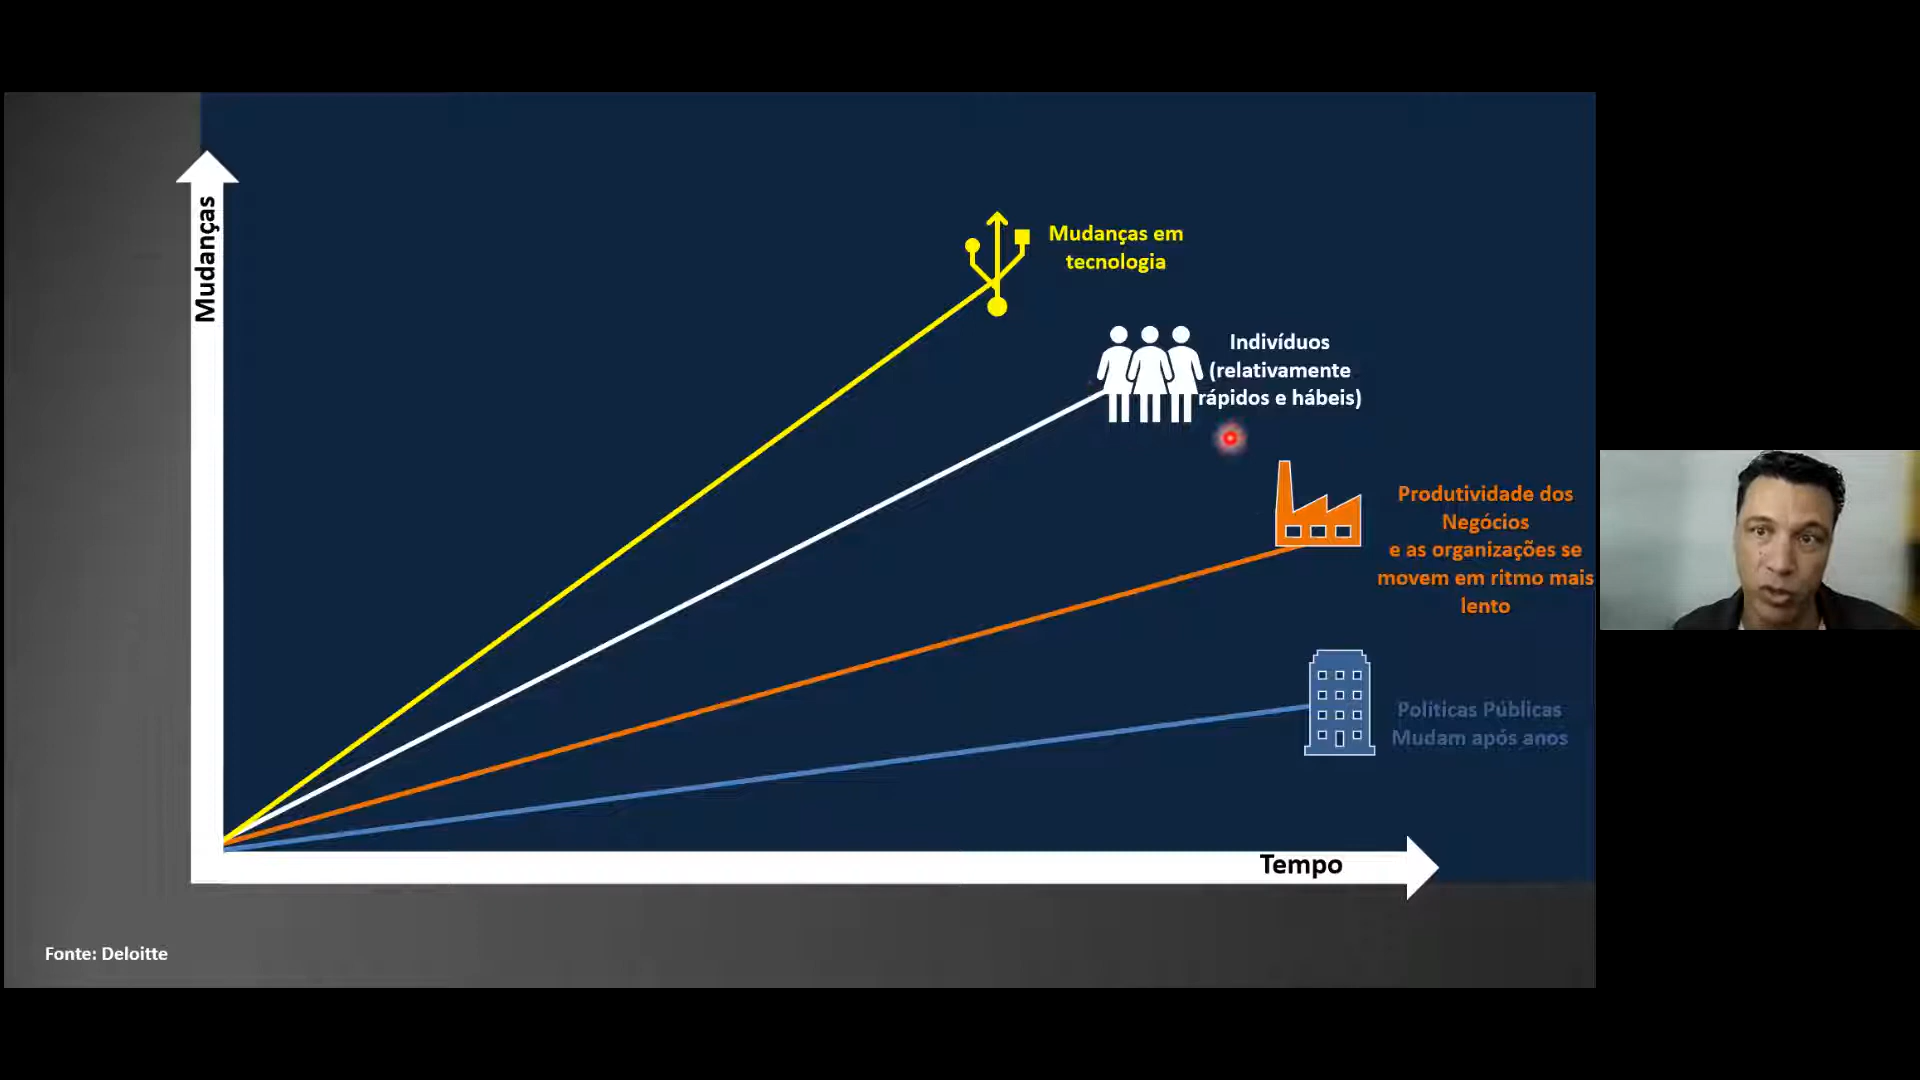 Mudanças
Mudanças em
tecnologia
Indivíduos
(relativamente
rápidos e hábeis)
Produtividade dos
Negócios
e as organizações se
movem em ritmo mais
lento
Políticas Públicas
Mudam após anos
Tempo
Fonte: Deloitte